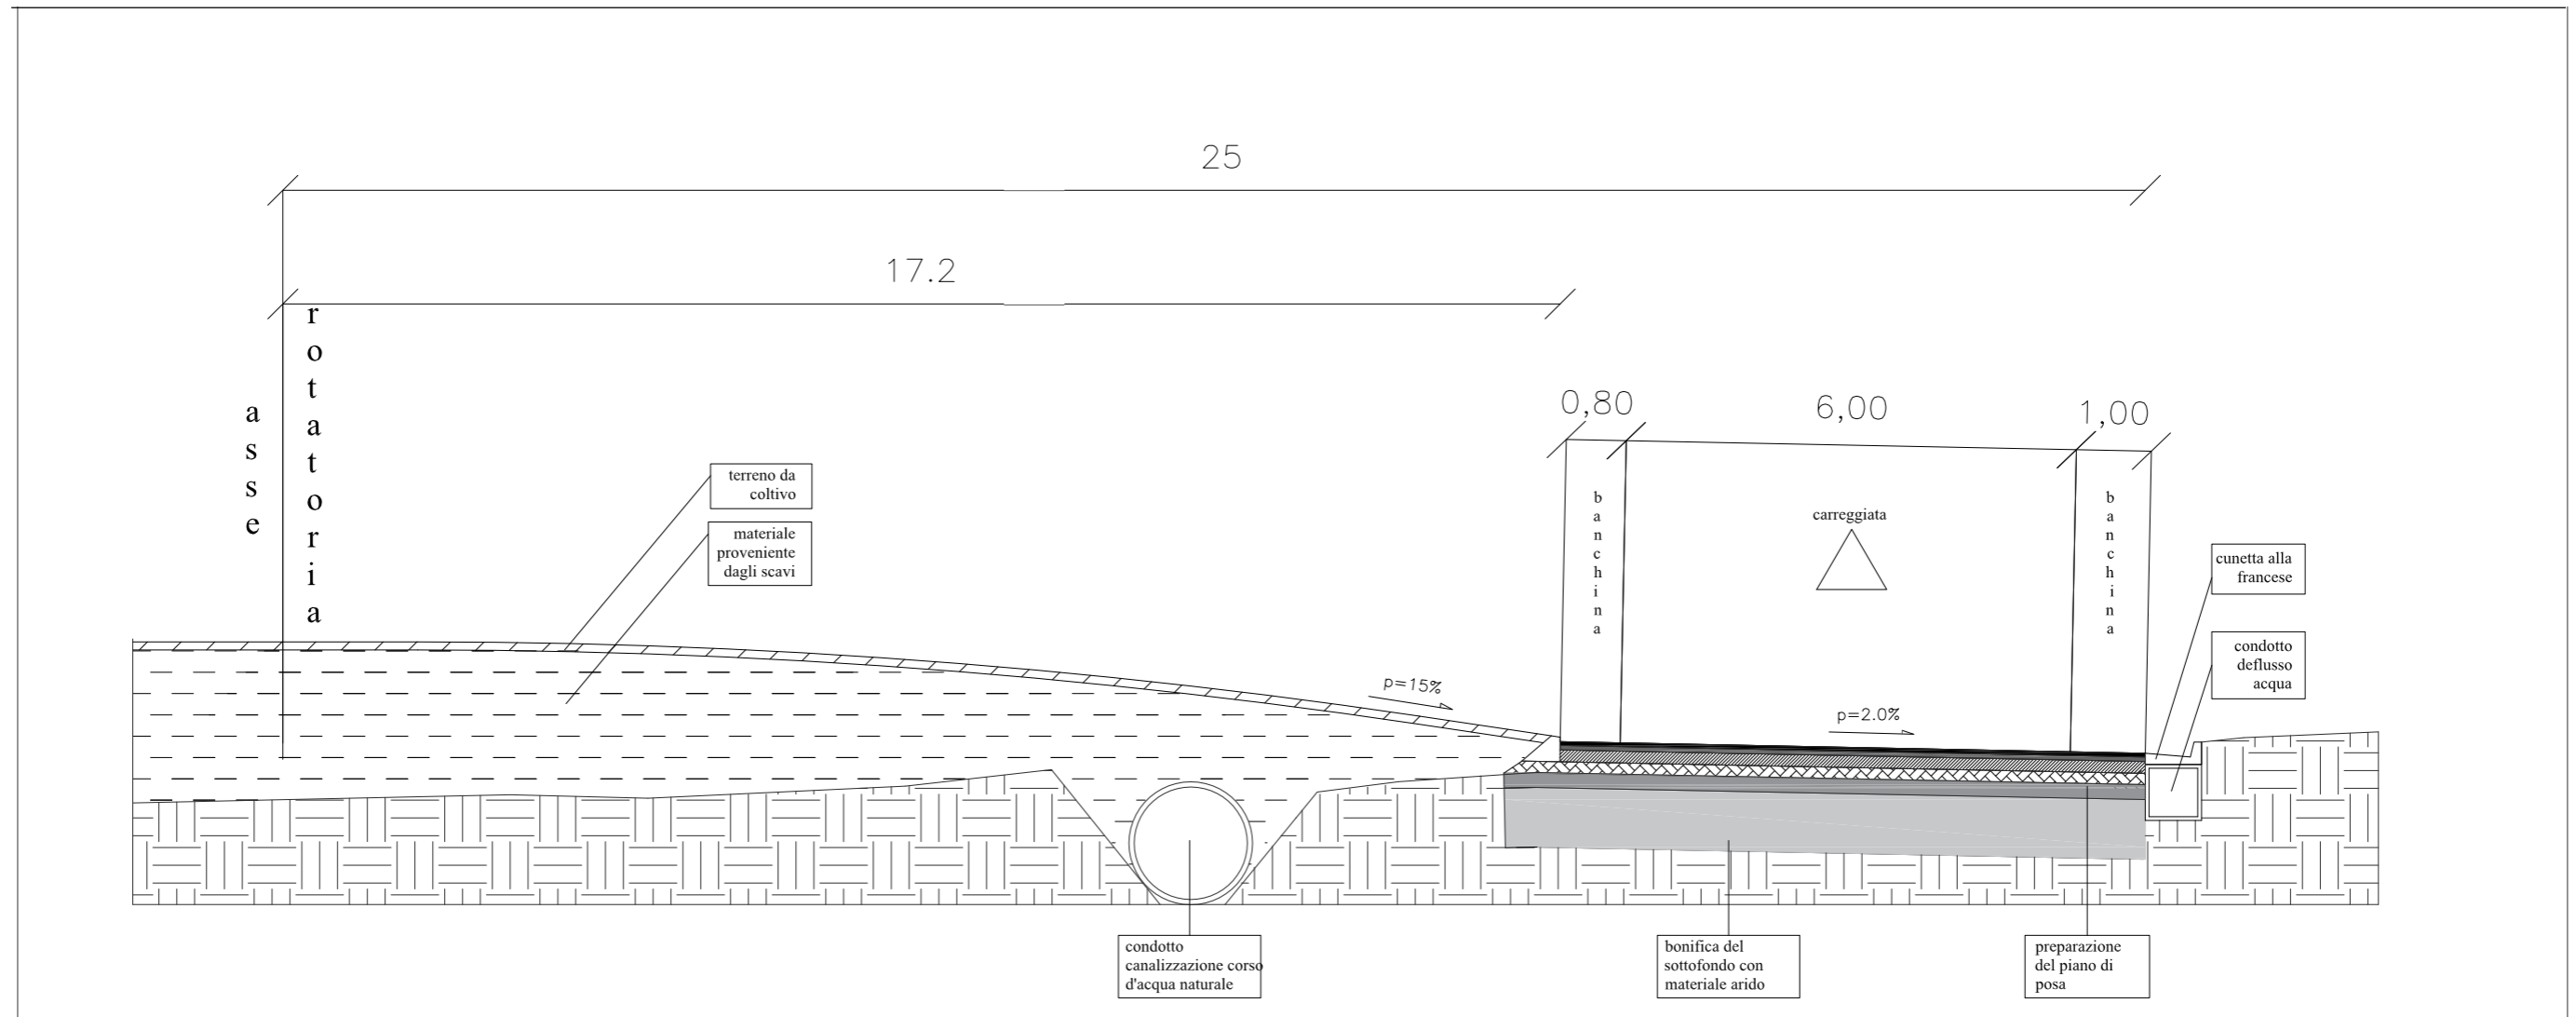 25
17.2
asse
rotatoria
0,80
6,00
1,00
terreno da
coltivo
materiale
proveniente
dagli scavi
banchina
carreggiata
banchina
cunetta alla
francese
condotto
deflusso
acqua
p=15%
p=2.0%
condotto
canalizzazione corso
d'acqua naturale
bonifica del
sottofondo con
materiale arido
preparazione
del piano di
posa